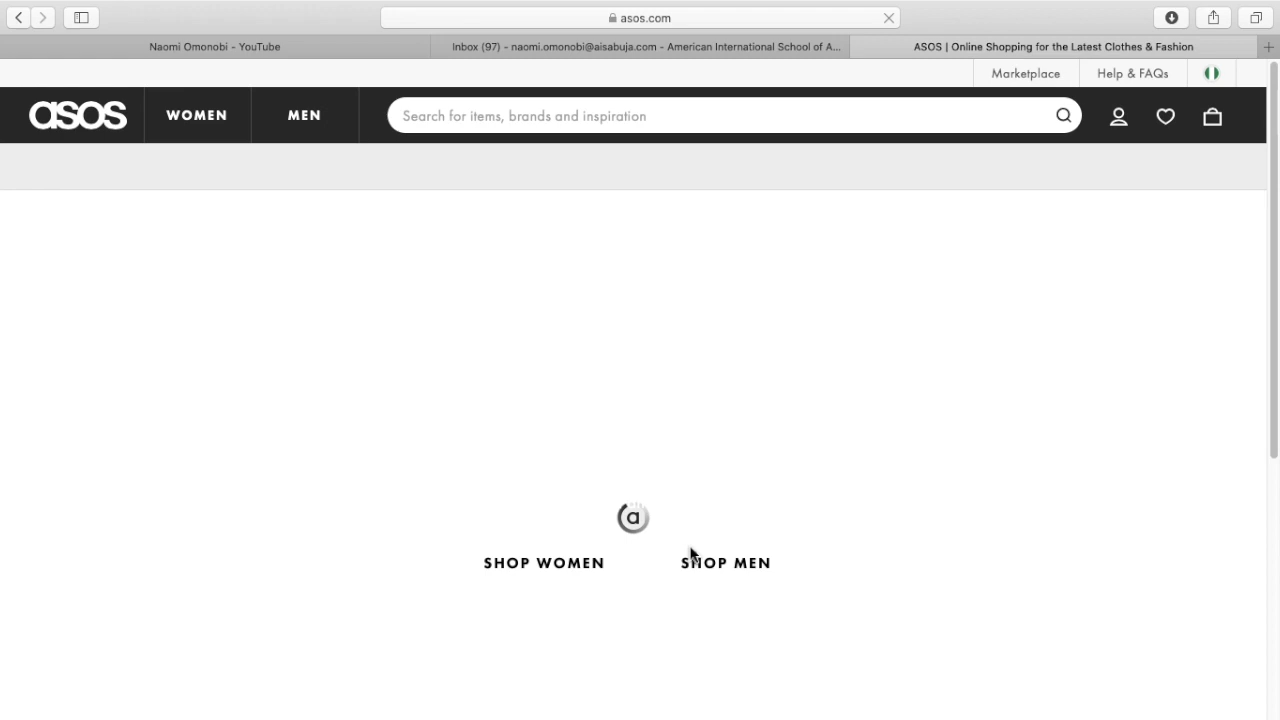 asos.com
Naomi Omonobi - YouTube
Inbox (97) - naomi.omonobi@aisabuja.com - American International School of A...
ASOS | Online Shopping for the Latest Clothes & Fashion
Marketplace
Help & FAQs
asos
WOMEN
MEN
Search for items, brands and inspiration
a
SHOP WOMEN
SHOP MEN